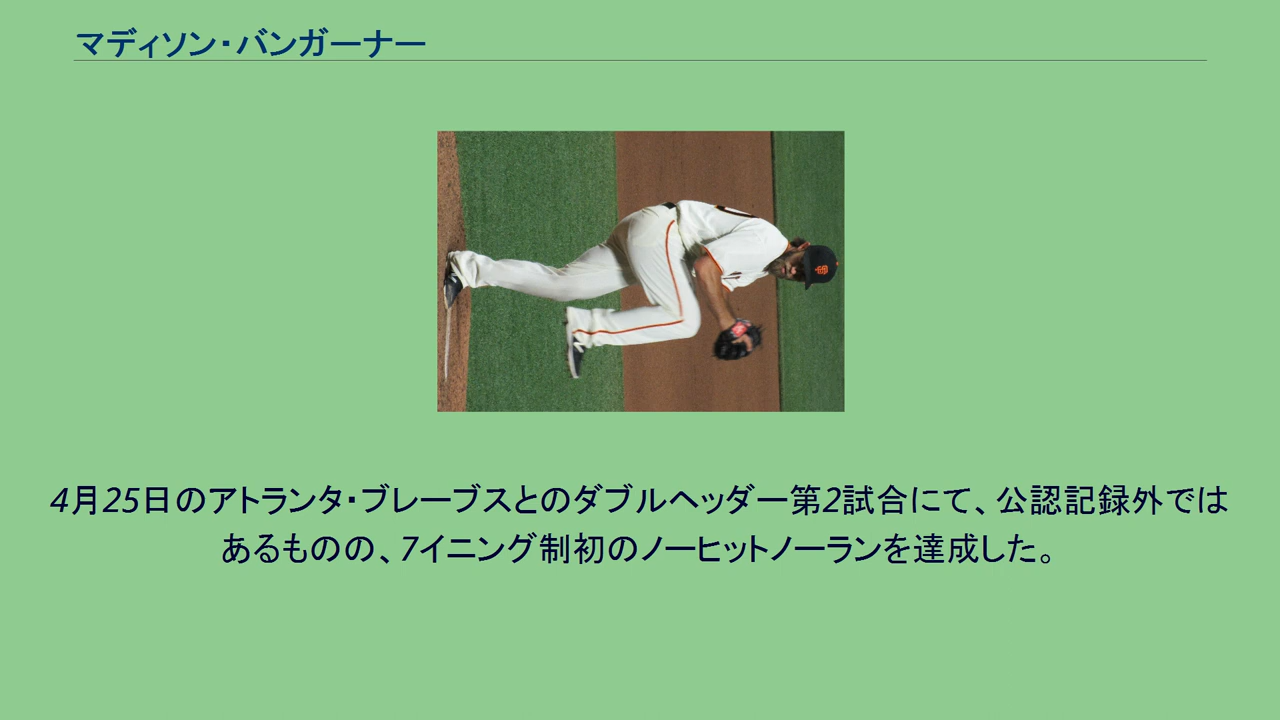 マディソン・バンガーナー
4月25日のアトランタ・ブレーブスとのダブルヘッダー第2試合にて、公認記録外では
あるものの、7イニング制初のノーヒットノーランを達成した。